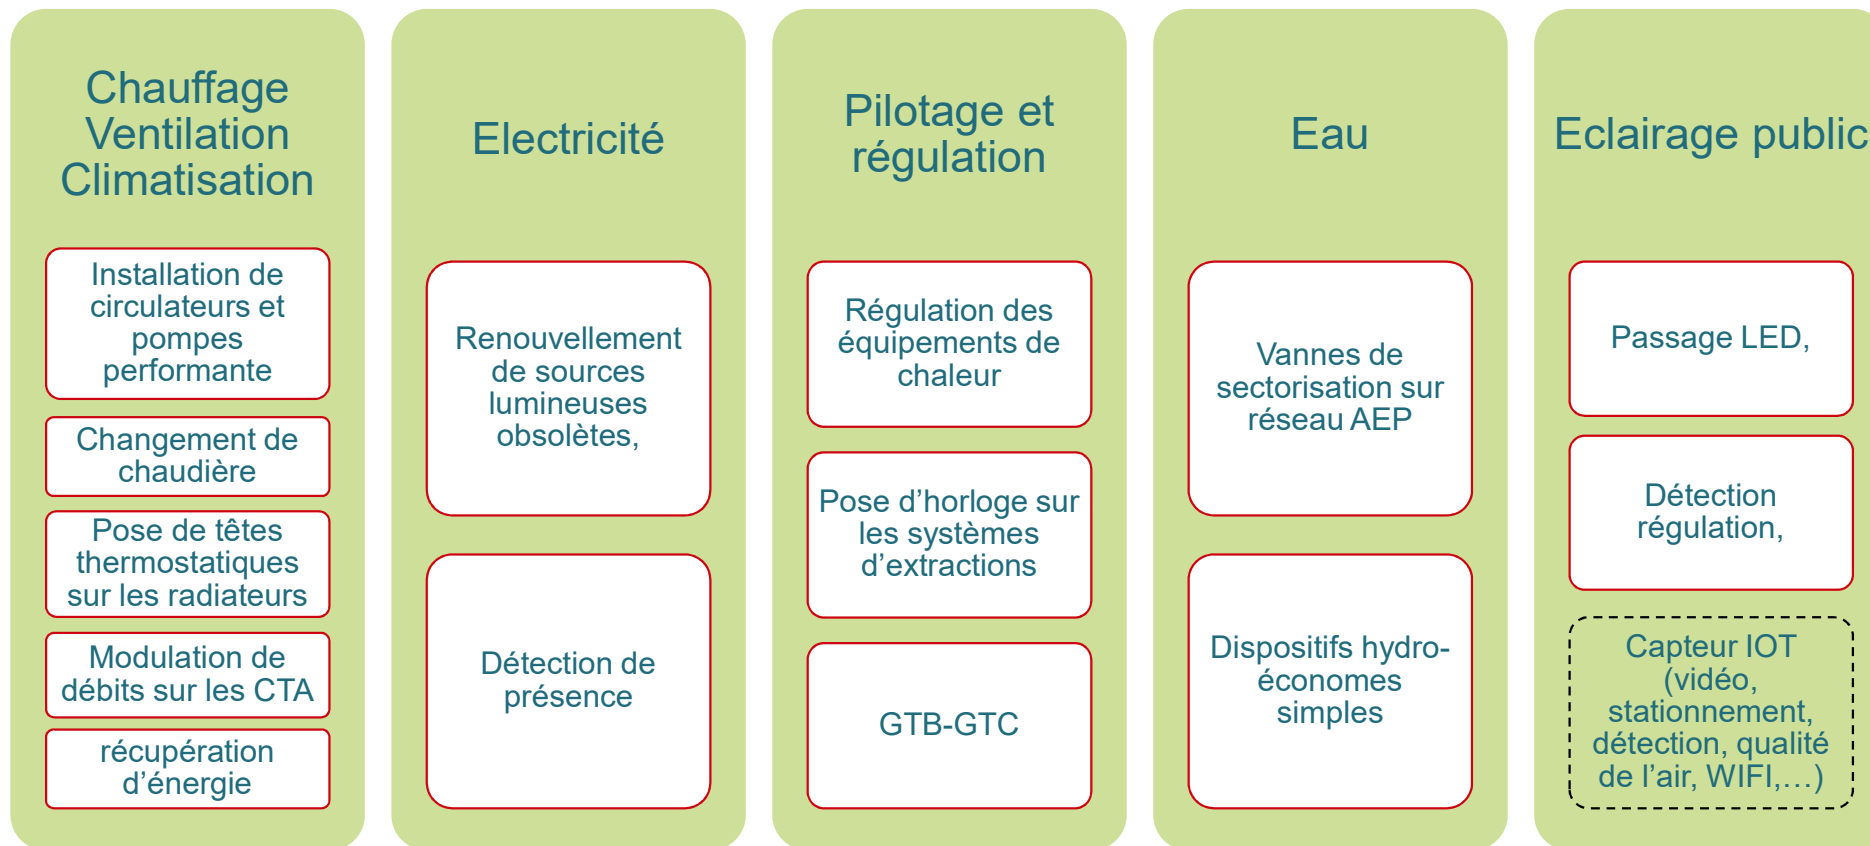 Chauffage
Ventilation
Climatisation
Installation de
circulateurs et
pompes
performante
Changement de
chaudière
Pose de têtes
thermostatiques
sur les radiateurs
Modulation de
débits sur les CTA
récupération
d’énergie
Electricité
Renouvellement
de sources
lumineuses
obsolètes,
Détection de
présence
Pilotage et
régulation
Régulation des
équipements de
chaleur
Pose d’horloge sur
les systèmes
d’extractions
GTB-GTC
Eau
Vannes de
sectorisation sur
réseau AEP
Dispositifs hydro-
économes
simples
Eclairage public
Passage LED,
Détection
régulation,
Capteur IOT
(vidéo,
stationnement,
détection, qualité
de l’air, WIFI,…)